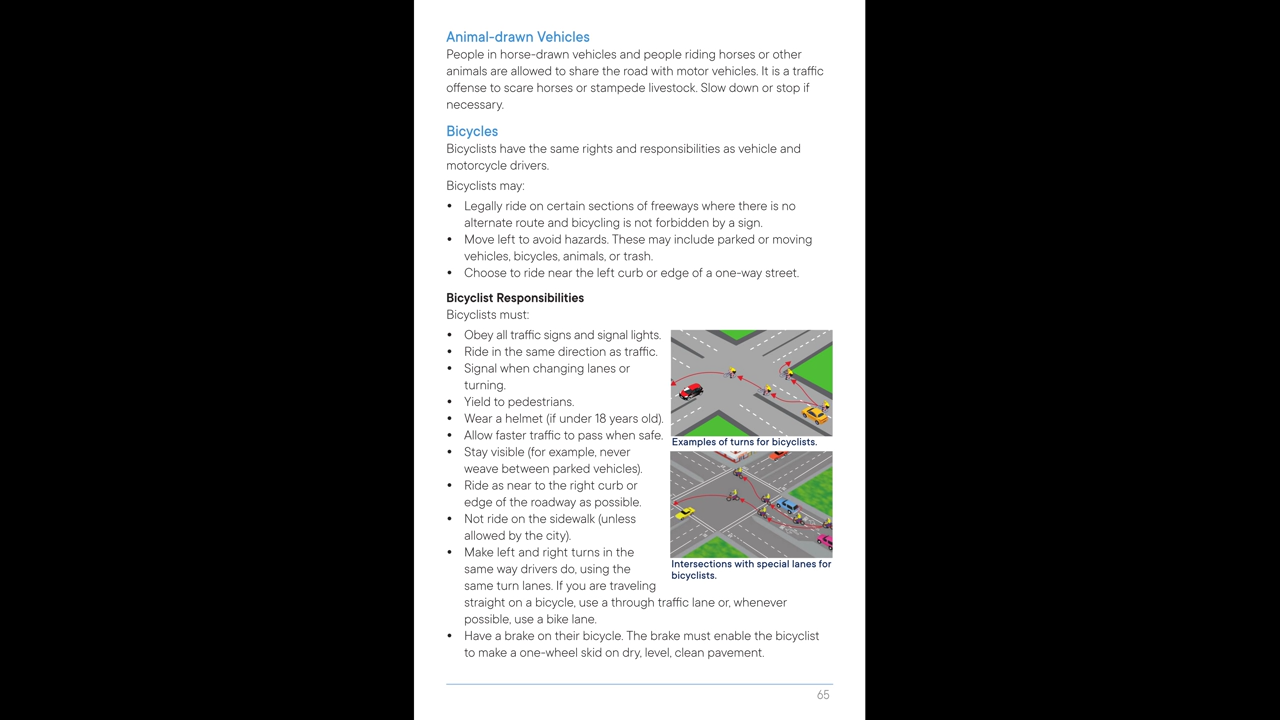 Animal-drawn Vehicles
People in horse-drawn vehicles and people riding horses or other
animals are allowed to share the road with motor vehicles. It is a traffic
offense to scare horses or stampede livestock. Slow down or stop if
necessary.
Bicycles
Bicyclists have the same rights and responsibilities as vehicle and
motorcycle drivers.
Bicyclists may:
• Legally ride on certain sections of freeways where there is no
alternate route and bicycling is not forbidden by a sign.
• Move left to avoid hazards. These may include parked or moving
vehicles, bicycles, animals, or trash.
• Choose to ride near the left curb or edge of a one-way street.
Bicyclist Responsibilities
Bicyclists must:
• Obey all traffic signs and signal lights.
• Ride in the same direction as traffic.
• Signal when changing lanes or
turning.
• Yield to pedestrians.
• Wear a helmet (if under 18 years old).
• Allow faster traffic to pass when safe.
• Stay visible (for example, never
weave between parked vehicles).
• Ride as near to the right curb or
edge of the roadway as possible.
• Not ride on the sidewalk (unless
allowed by the city).
• Make left and right turns in the
same way drivers do, using the
same turn lanes. If you are traveling
straight on a bicycle, use a through traffic lane or, whenever
possible, use a bike lane.
• Have a brake on their bicycle. The brake must enable the bicyclist
to make a one-wheel skid on dry, level, clean pavement.
Examples of turns for bicyclists.
Intersections with special lanes for
bicyclists.
65